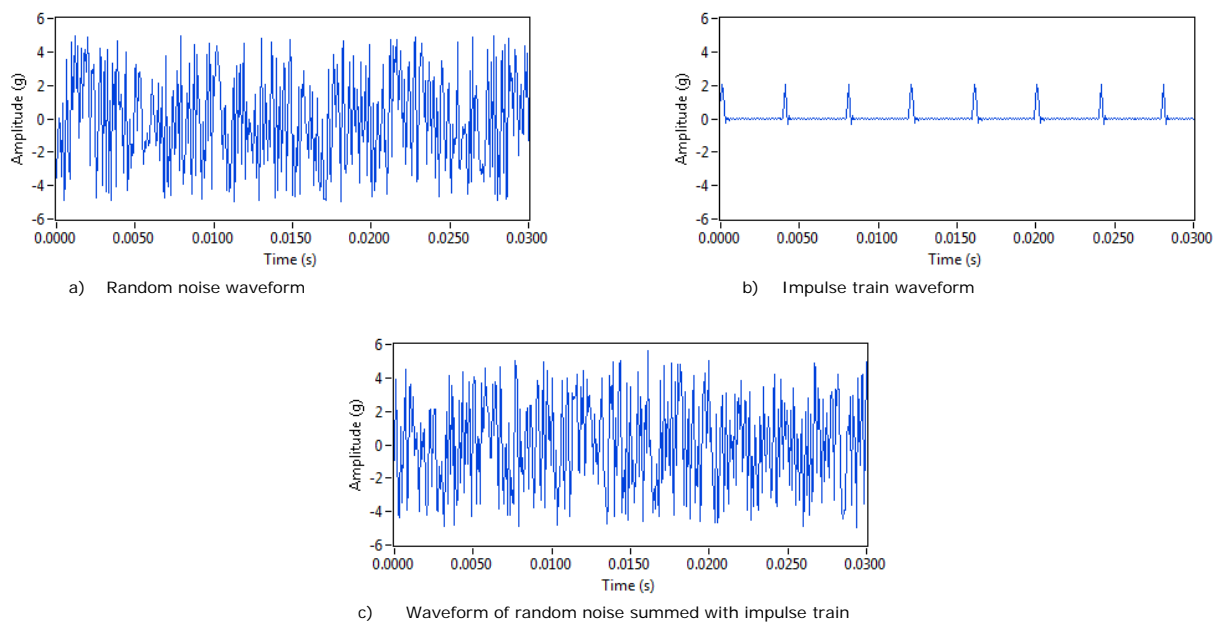 6
4
2
0
-2
-4
-6
Amplitude (g)
0.0000 0.0050 0.0100 0.0150 0.0200 0.0250 0.0300
Time (s)
a) Random noise waveform
6
4
2
0
-2
-4
-6
Amplitude (g)
0.0000 0.0050 0.0100 0.0150 0.0200 0.0250 0.0300
Time (s)
b) Impulse train waveform
6
4
2
0
-2
-4
-6
Amplitude (g)
0.0000 0.0050 0.0100 0.0150 0.0200 0.0250 0.0300
Time (s)
c) Waveform of random noise summed with impulse train